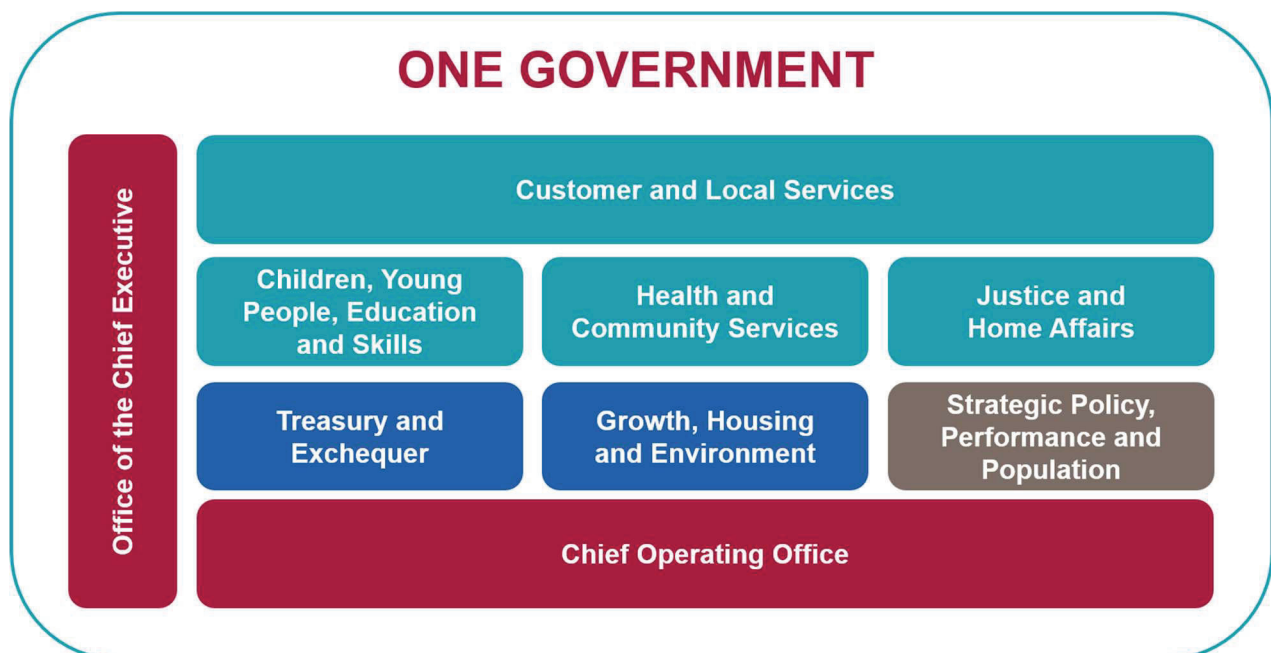 ONE GOVERNMENT
Office of the Chief Executive
Customer and Local Services
Children, Young
People, Education
and Skills
Health and
Community Services
Justice and
Home Affairs
Treasury and
Exchequer
Growth, Housing
and Environment
Strategic Policy,
Performance and
Population
Chief Operating Office